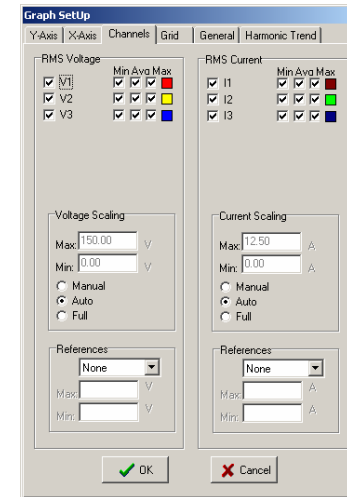 Graph SetUp
Y-Axis X-Axis Channels Grid General Harmonic Trend
RMS Voltage
Min Avg Max
V1
V2
V3
Voltage Scaling
Max: 150.00 V
Min: 0.00 V
Manual
Auto
Full
References
None
Max: V
Min: V
RMS Current
Min Avg Max
I1
I2
I3
Current Scaling
Max: 12.50 A
Min: 0.00 A
Manual
Auto
Full
References
None
Max: A
Min: A
OK Cancel